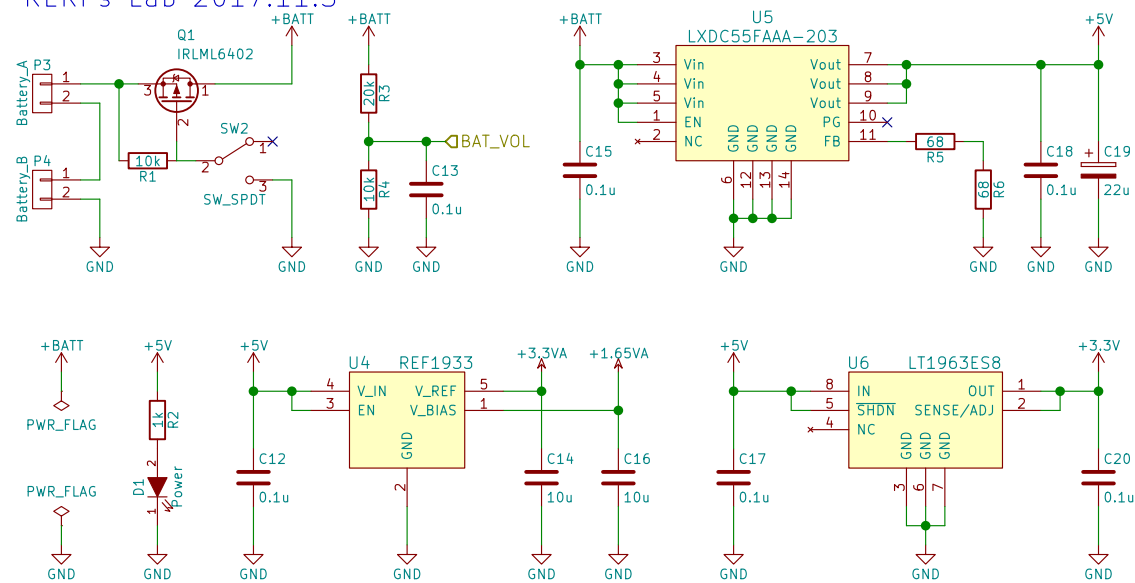 RERPs Lab 2017.11.5
Q1
IRLML6402
+BATT
P3
Battery_A
1
2
3
1
2
10k
R1
SW2
1
2
3
SW_SPDT
P4
Battery_B
1
2
GND
GND
+BATT
20k
R3
BAT_VOL
10k
R4
C13
0.1u
GND
GND
U5
LXDC55FAAA-203
+BATT
+5V
3 Vin Vout 7
4 Vin Vout 8
5 Vin Vout 9
1 EN PG 10
2 NC FB 11
GND GND GND GND
6 12 13 14
C15
0.1u
68
R5
68
R6
C18
0.1u
C19
+
22u
GND
GND
GND
GND
GND
+BATT
PWR_FLAG
PWR_FLAG
GND
+5V
1k
R2
2
D1
Power
1
GND
+5V
U4
REF1933
+3.3VA
+1.65VA
4 V_IN V_REF 5
3 EN V_BIAS 1
GND
2
C12
0.1u
C14
10u
C16
10u
GND
GND
GND
GND
+5V
U6
LT1963ES8
+3.3V
8 IN OUT 1
5 SHDN SENSE/ADJ 2
4 NC
GND GND GND
3 6 7
C17
0.1u
C20
0.1u
GND
GND
GND